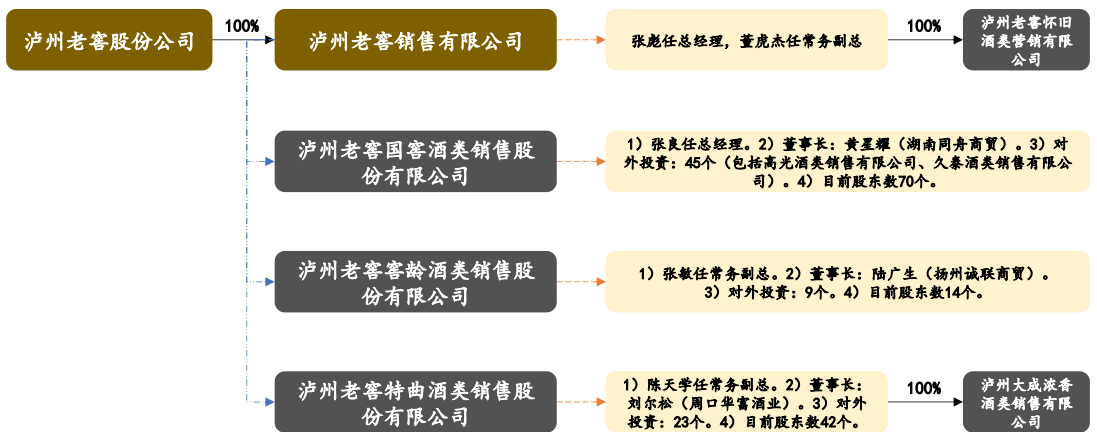 泸州老窖股份公司
100%
泸州老窖销售有限公司
张彪任总经理，董虎杰任常务副总
100%
泸州老窖怀旧
酒类营销有限
公司
泸州老窖国窖酒类销售股
份有限公司
1）张良任总经理。2）董事长：黄星耀（湖南同舟商贸）。3）对
外投资：45个（包括高光酒类销售有限公司、久泰酒类销售有限公
司）。4）目前股东数70个。
泸州老窖窖龄酒类销售股
份有限公司
1）张敏任常务副总。2）董事长：陆广生（扬州诚联商贸）。
3）对外投资：9个。4）目前股东数14个。
泸州老窖特曲酒类销售股
份有限公司
1）陈天学任常务副总。2）董事长：
刘尔松（周口华富酒业）。3）对外
投资：23个。4）目前股东数42个。
100%
泸州大成浓香
酒类销售有限
公司